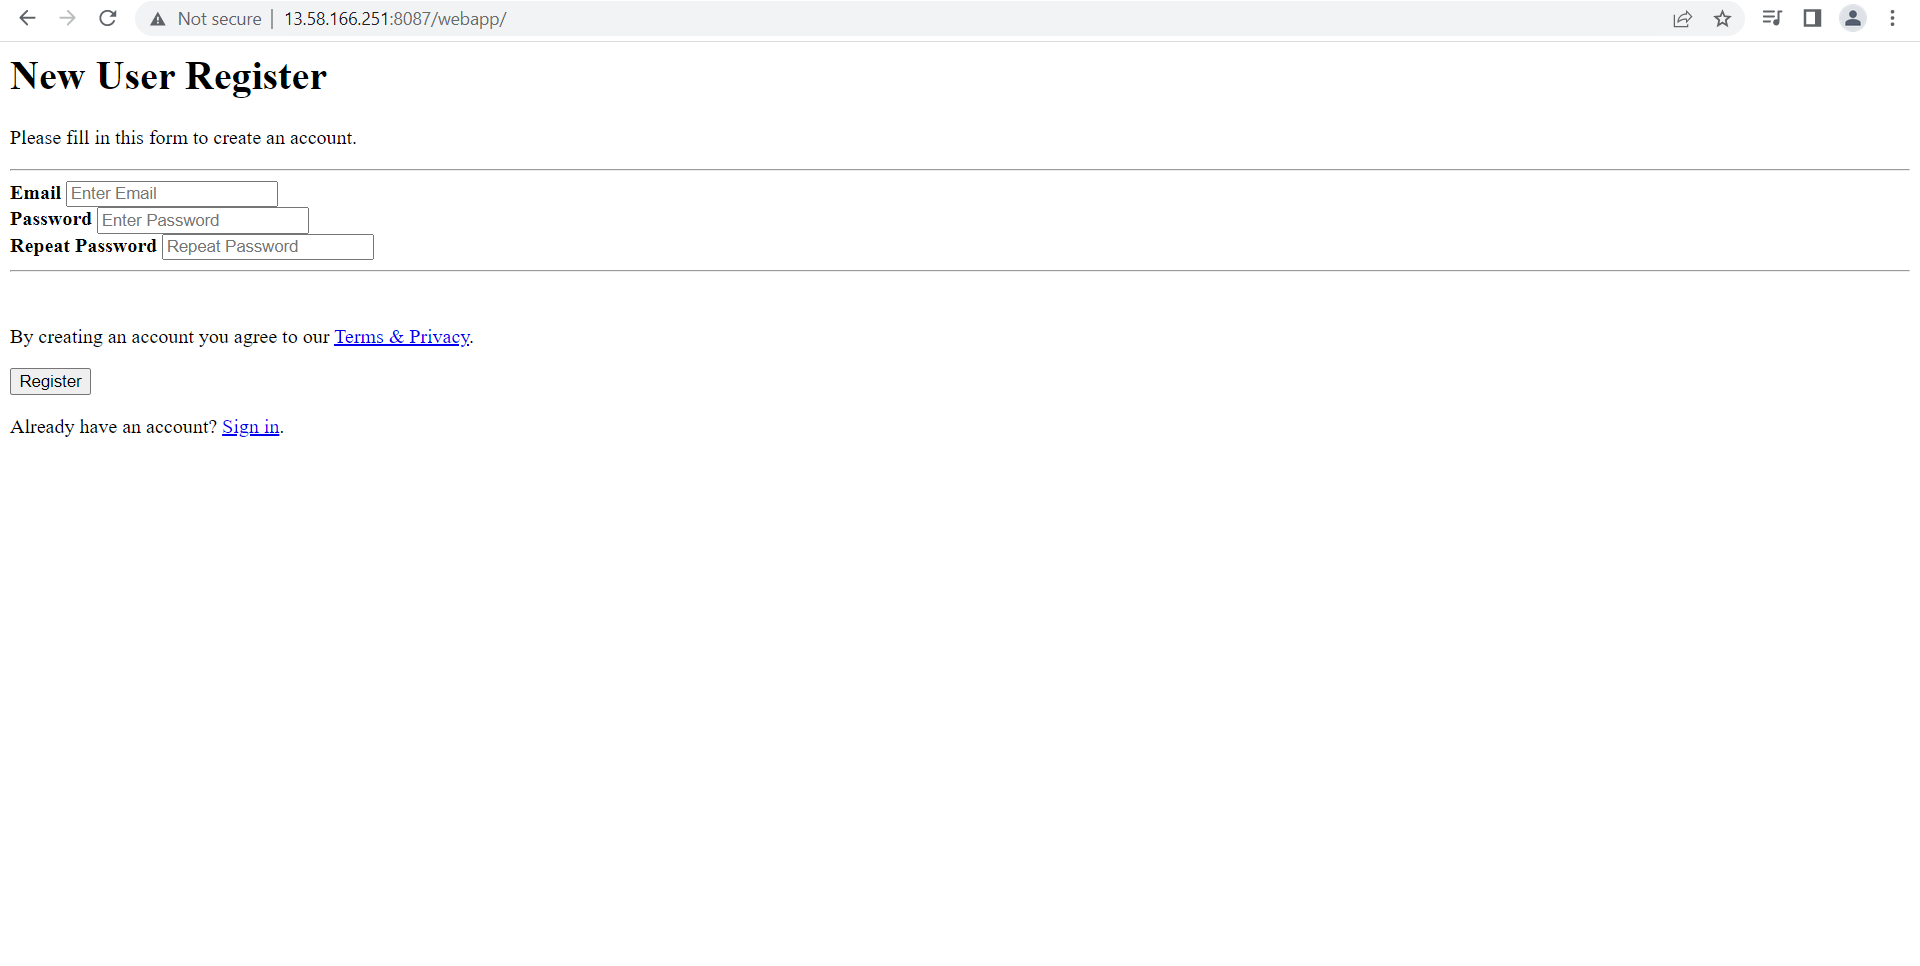 Not secure | 13.58.166.251:8087/webapp/
New User Register
Please fill in this form to create an account.
Email Enter Email
Password Enter Password
Repeat Password Repeat Password
By creating an account you agree to our Terms & Privacy.
Register
Already have an account? Sign in.